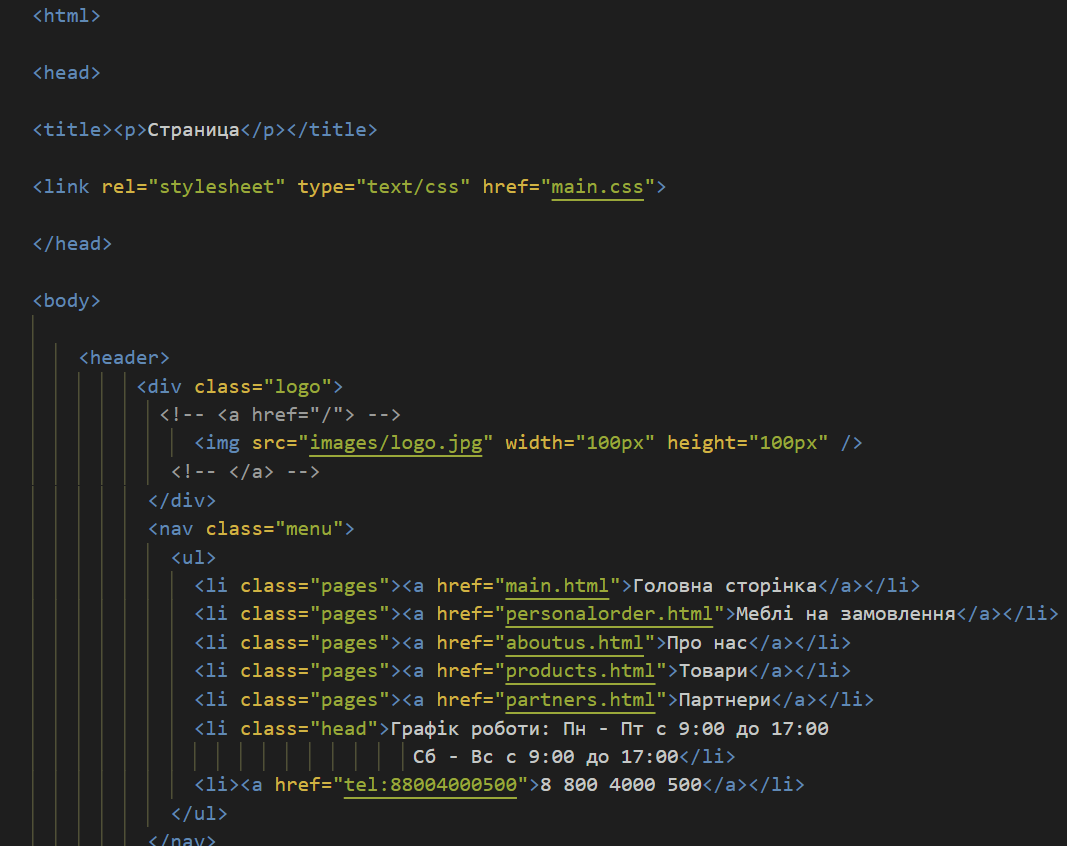 <html>
<head>
<title><p>Страница</p></title>
<link rel="stylesheet" type="text/css" href="main.css">
</head>
<body>
<header>
<div class="logo">
<!-- <a href="/"> -->
<img src="images/logo.jpg" width="100px" height="100px" />
<!-- </a> -->
</div>
<nav class="menu">
<ul>
<li class="pages"><a href="main.html">Головна сторінка</a></li>
<li class="pages"><a href="personalorder.html">Меблі на замовлення</a></li>
<li class="pages"><a href="aboutus.html">Про нас</a></li>
<li class="pages"><a href="products.html">Товари</a></li>
<li class="pages"><a href="partners.html">Партнери</a></li>
<li class="head">Графік роботи: Пн - Пт с 9:00 до 17:00
Сб - Вс с 9:00 до 17:00</li>
<li><a href="tel:88004000500">8 800 4000 500</a></li>
</ul>
</nav>